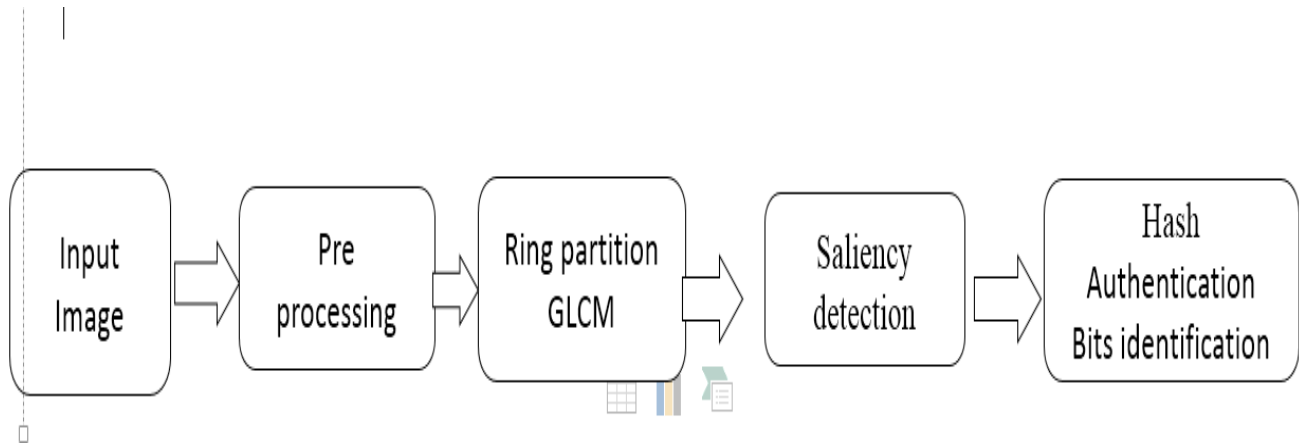 Input
Image
Pre
processing
Ring partition
GLCM
Saliency
detection
Hash
Authentication
Bits identification